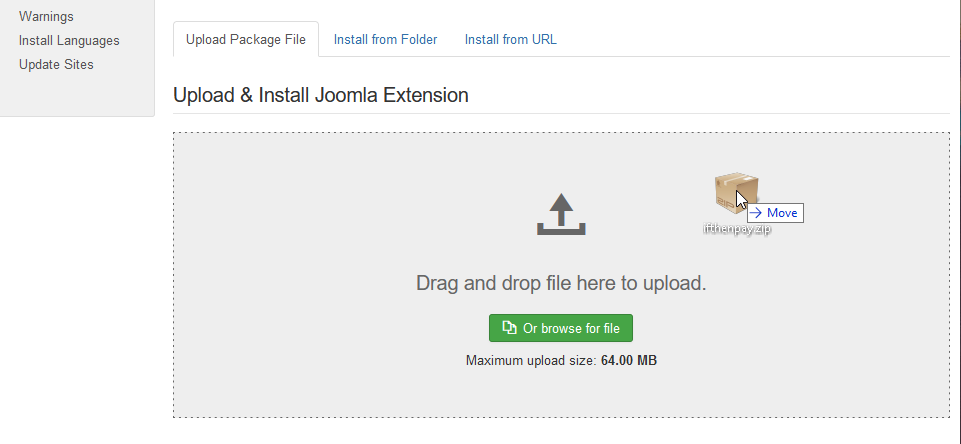 Warnings
Install Languages
Update Sites
Upload Package File
Install from Folder
Install from URL
Upload & Install Joomla Extension
Move
ifthenpay.zip
Drag and drop file here to upload.
Or browse for file
Maximum upload size: 64.00 MB